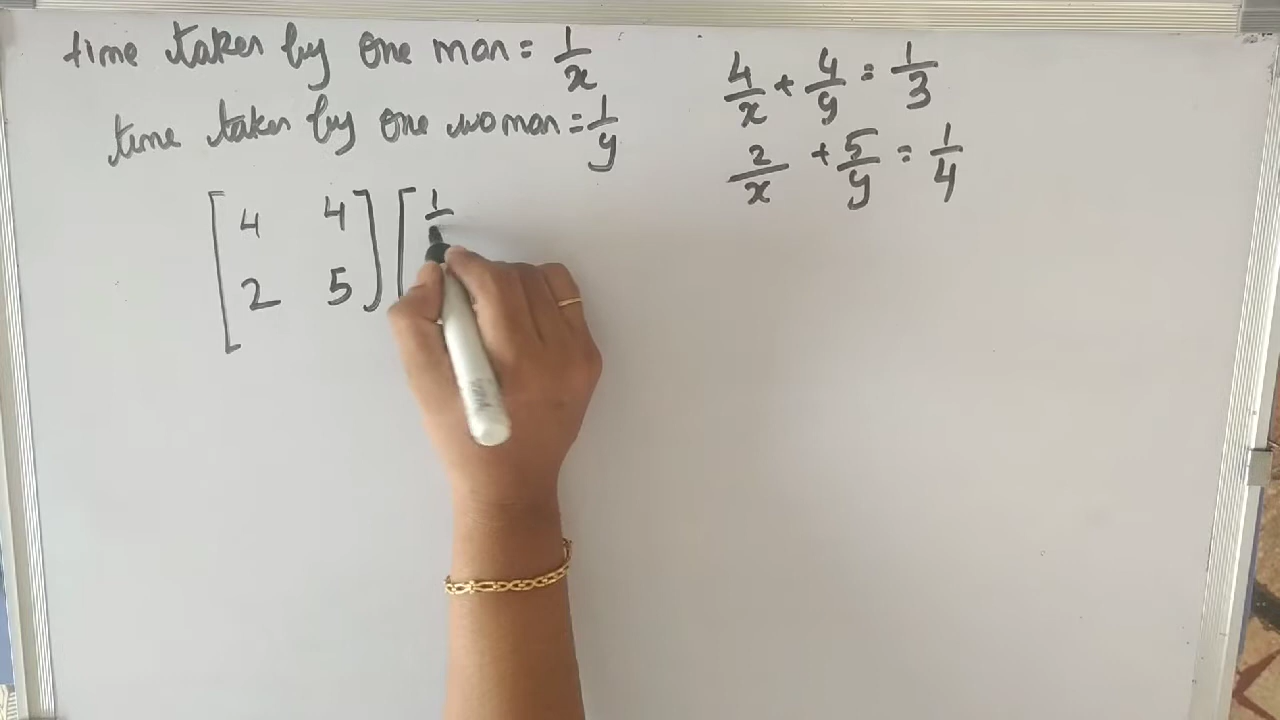 time taken by one man = 1/x
time taken by one woman = 1/y
4/x + 4/y = 1/3
2/x + 5/y = 1/4
[4 4] [1
[2 5] [